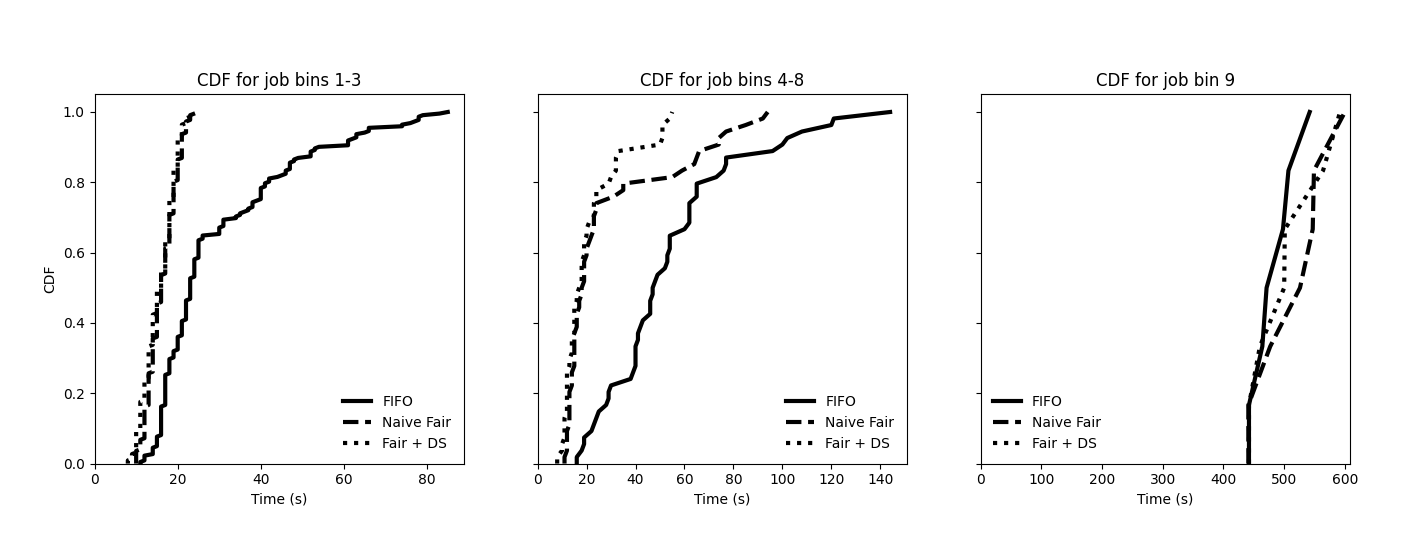 CDF for job bins 1-3
CDF
1.0
0.8
0.6
0.4
0.2
0.0
0 20 40 60 80
Time (s)
FIFO
Naive Fair
Fair + DS
CDF for job bins 4-8
0 20 40 60 80 100 120 140
Time (s)
FIFO
Naive Fair
Fair + DS
CDF for job bin 9
0 100 200 300 400 500 600
Time (s)
FIFO
Naive Fair
Fair + DS